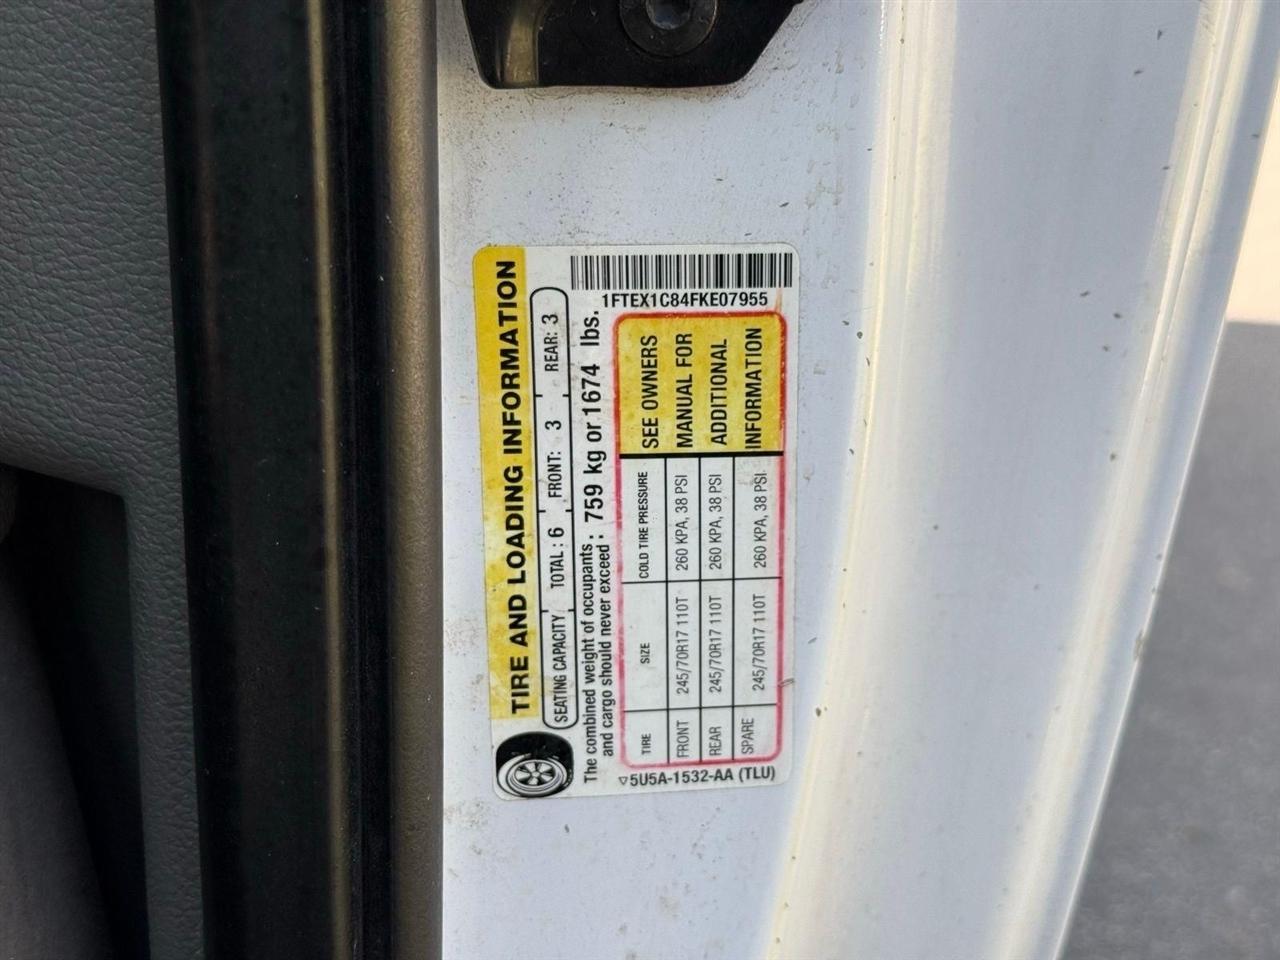 TIRE AND LOADING INFORMATION
SEATING CAPACITY TOTAL: 6 FRONT: 3 REAR: 3
The combined weight of occupants and cargo should never exceed: 759 kg or 1674 lbs.
TIRE SIZE COLD TIRE PRESSURE
FRONT 245/70R17 110T 260 KPA, 38 PSI
REAR 245/70R17 110T 260 KPA, 38 PSI
SPARE 245/70R17 110T 260 KPA, 38 PSI
SEE OWNERS
MANUAL FOR
ADDITIONAL
INFORMATION
5U5A-1532-AA (TLU)
1FTEX1C84FKE07955